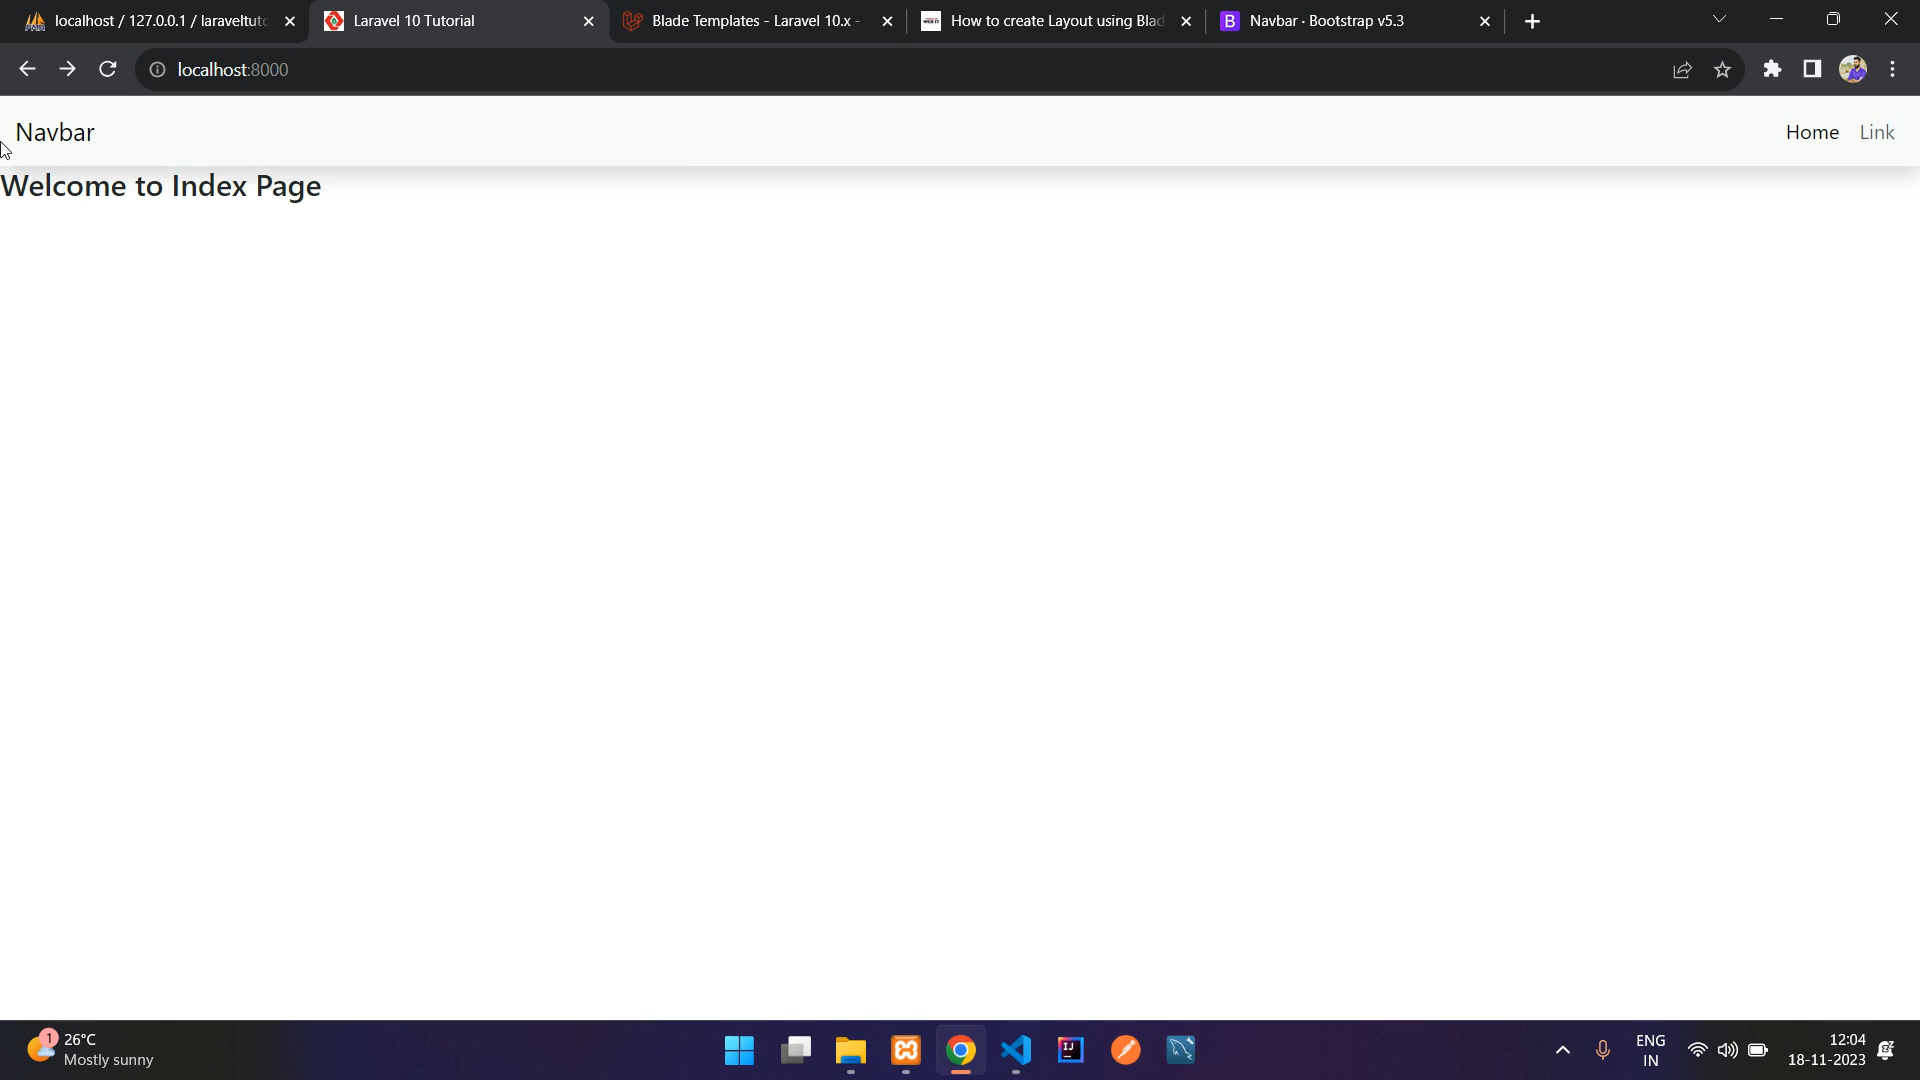 localhost / 127.0.0.1 / laraveltuto
Laravel 10 Tutorial
Blade Templates - Laravel 10.x -
How to create Layout using Blad
Navbar · Bootstrap v5.3
localhost:8000
Navbar
Home Link
Welcome to Index Page
1
26°C
Mostly sunny
ENG
IN
12:04
18-11-2023